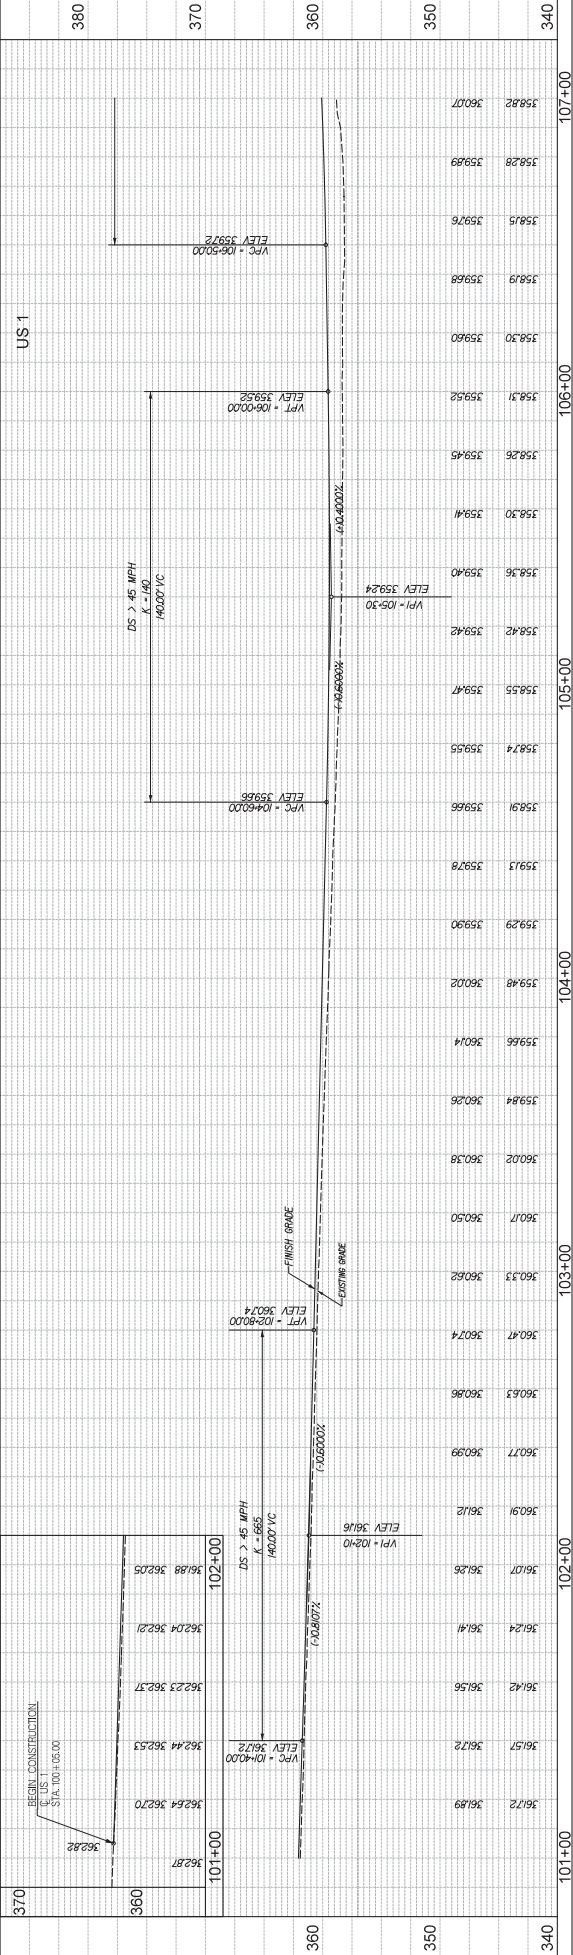 370
360
BEGIN CONSTRUCTION
℄ US 1
STA. 100+05.00
362.82
362.70 362.53 362.37 362.21 362.05
362.87 362.64 362.44 362.23 362.04 361.88
101+00 102+00
US 1
380 
370
360
350
340
360
350
VPC = 101+40.00
ELEV 361.72
DS > 45 MPH
K = 665
140.00' VC
(-)0.8107%
VPI = 102+10
ELEV 361.16
(-)0.6000%
VPT = 102+80.00
ELEV 360.74
FINISH GRADE
EXISTING GRADE
VPC = 104+60.00
ELEV 359.66
DS > 45 MPH
K = 140
140.00' VC
(-)0.6000%
VPI = 105+30
ELEV 359.24
(+)0.4000%
VPT = 106+00.00
ELEV 359.52
VPC = 106+50.00
ELEV 359.72
361.89 361.72 361.56 361.41 361.26 361.12 360.99 360.86 360.74 360.62 360.50 360.38 360.26 360.14 360.02 359.90 359.78 359.66 359.55 359.47 359.42 359.40 359.41 359.45 359.52 359.60 359.68 359.76 359.89 360.07
361.72 361.57 361.42 361.24 361.07 360.91 360.77 360.63 360.47 360.33 360.17 360.02 359.84 359.66 359.48 359.29 359.13 358.91 358.74 358.55 358.42 358.36 358.30 358.26 358.31 358.30 358.19 358.15 358.28 358.82
101+00 102+00 103+00 104+00 105+00 106+00 107+00